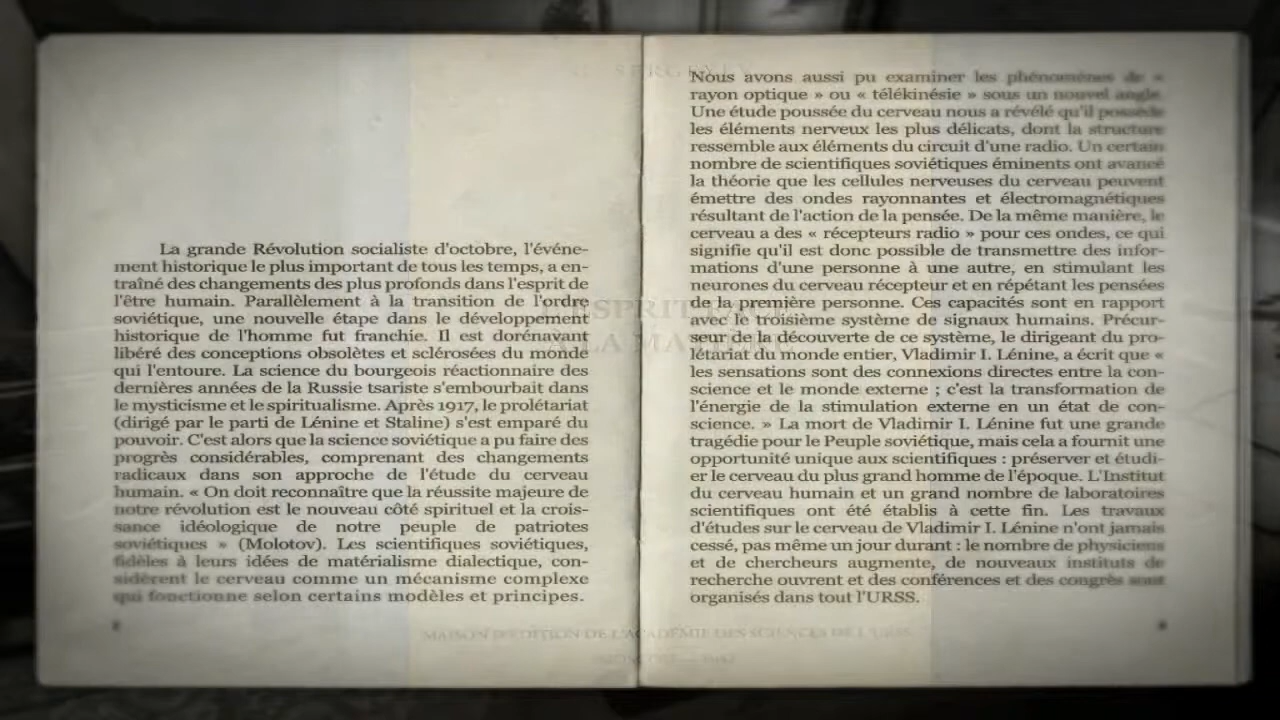 La grande Révolution socialiste d'octobre, l'événe-
ment historique le plus important de tous les temps, a en-
traîné des changements des plus profonds dans l'esprit de
l'être humain. Parallèlement à la transition de l'ordre
soviétique, une nouvelle étape dans le développement
historique de l'homme fut franchie. Il est dorénavant
libéré des conceptions obsolètes et sclérosées du monde
qui l'entoure. La science du bourgeois réactionnaire des
dernières années de la Russie tsariste s'embourbait dans
le mysticisme et le spiritualisme. Après 1917, le prolétariat
(dirigé par le parti de Lénine et Staline) s'est emparé du
pouvoir. C'est alors que la science soviétique a pu faire des
progrès considérables, comprenant des changements
radicaux dans son approche de l'étude du cerveau
humain. « On doit reconnaître que la réussite majeure de
notre révolution est le nouveau côté spirituel et la crois-
sance idéologique de notre peuple de patriotes
soviétiques » (Molotov). Les scientifiques soviétiques,
fidèles à leurs idées de matérialisme dialectique, con-
sidèrent le cerveau comme un mécanisme complexe
qui fonctionne selon certains modèles et principes.
Nous avons aussi pu examiner les phénomènes de «
rayon optique » ou « télékinésie » sous un nouvel angle.
Une étude poussée du cerveau nous a révélé qu'il possède
les éléments nerveux les plus délicats, dont la structure
ressemble aux éléments du circuit d'une radio. Un certain
nombre de scientifiques soviétiques éminents ont avancé
la théorie que les cellules nerveuses du cerveau peuvent
émettre des ondes rayonnantes et électromagnétiques
résultant de l'action de la pensée. De la même manière, le
cerveau a des « récepteurs radio » pour ces ondes, ce qui
signifie qu'il est donc possible de transmettre des infor-
mations d'une personne à une autre, en stimulant les
neurones du cerveau récepteur et en répétant les pensées
de la première personne. Ces capacités sont en rapport
avec le troisième système de signaux humains. Précur-
seur de la découverte de ce système, le dirigeant du pro-
létariat du monde entier, Vladimir I. Lénine, a écrit que «
les sensations sont des connexions directes entre la con-
science et le monde externe ; c'est la transformation de
l'énergie de la stimulation externe en un état de con-
science. » La mort de Vladimir I. Lénine fut une grande
tragédie pour le Peuple soviétique, mais cela a fournit une
opportunité unique aux scientifiques : préserver et étudi-
er le cerveau du plus grand homme de l'époque. L'Institut
du cerveau humain et un grand nombre de laboratoires
scientifiques ont été établis à cette fin. Les travaux
d'études sur le cerveau de Vladimir I. Lénine n'ont jamais
cessé, pas même un jour durant : le nombre de physiciens
et de chercheurs augmente, de nouveaux instituts de
recherche ouvrent et des conférences et des congrès sont
organisés dans tout l'URSS.
MAISON D'ÉDITION DE L'ACADÉMIE DES SCIENCES DE L'URSS